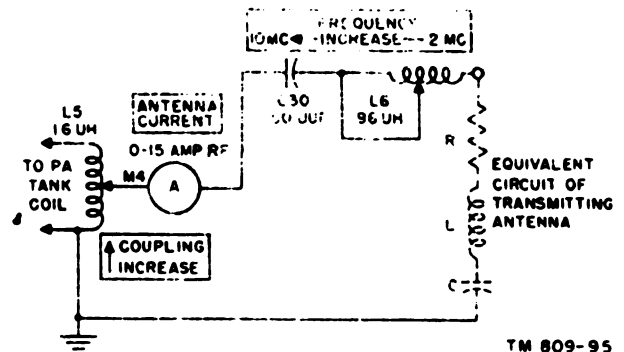 FREQUENCY
10MC INCREASE 2 MC
L5
16 UH
ANTENNA
CURRENT
L6
96 UH
0-15 AMP RF
TO PA
TANK
COIL
M4
A
R
EQUIVALENT
CIRCUIT OF
TRANSMITTING
ANTENNA
L
COUPLING
INCREASE
C
TM 809-95